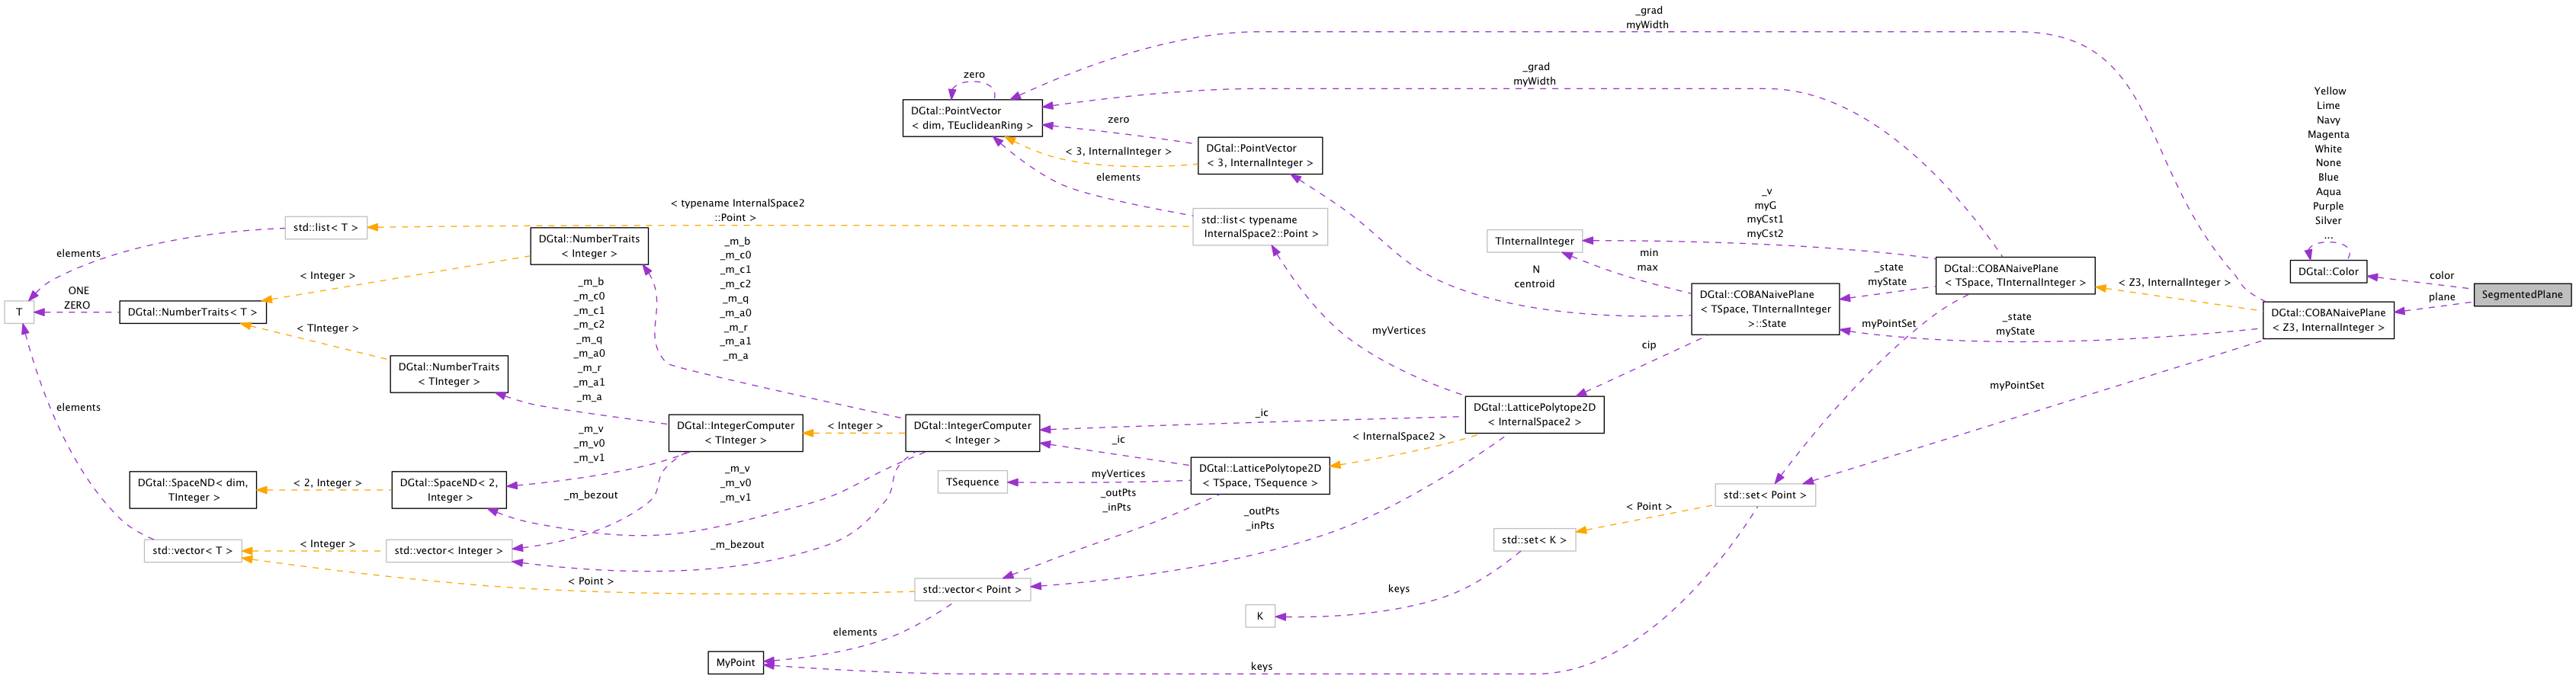 _grad
myWidth
zero
_grad
myWidth
DGtal::PointVector
< dim, TEuclideanRing >
zero
< 3, InternalInteger >
DGtal::PointVector
< 3, InternalInteger >
elements
Yellow
Lime
Navy
Magenta
White
None
Blue
Aqua
Purple
Silver
...
DGtal::Color
color
SegmentedPlane
plane
< typename InternalSpace2
::Point >
std::list< typename
InternalSpace2::Point >
std::list< T >
elements
DGtal::NumberTraits
< Integer >
< Integer >
_m_b
_m_c0
_m_c1
_m_c2
_m_q
_m_a0
_m_r
_m_a1
_m_a
_m_b
_m_c0
_m_c1
_m_c2
_m_q
_m_a0
_m_r
_m_a1
_m_a
_v
myG
myCst1
myCst2
TInternalInteger
min
max
N
centroid
_state
myState
DGtal::COBANaivePlane
< TSpace, TInternalInteger >
< Z3, InternalInteger >
DGtal::COBANaivePlane
< TSpace, TInternalInteger
>::State
DGtal::COBANaivePlane
< Z3, InternalInteger >
myPointSet
_state
myState
T
ONE
ZERO
DGtal::NumberTraits< T >
< TInteger >
DGtal::NumberTraits
< TInteger >
myVertices
cip
myPointSet
elements
DGtal::IntegerComputer
< TInteger >
< Integer >
DGtal::IntegerComputer
< Integer >
_ic
_ic
DGtal::LatticePolytope2D
< InternalSpace2 >
< InternalSpace2 >
_m_v
_m_v0
_m_v1
_m_v
_m_v0
_m_v1
DGtal::SpaceND< dim,
TInteger >
< 2, Integer >
DGtal::SpaceND< 2,
Integer >
_m_bezout
TSequence
myVertices
DGtal::LatticePolytope2D
< TSpace, TSequence >
_outPts
_inPts
_outPts
_inPts
std::set< Point >
< Point >
std::set< K >
std::vector< T >
< Integer >
std::vector< Integer >
_m_bezout
< Point >
std::vector< Point >
keys
K
elements
MyPoint
keys